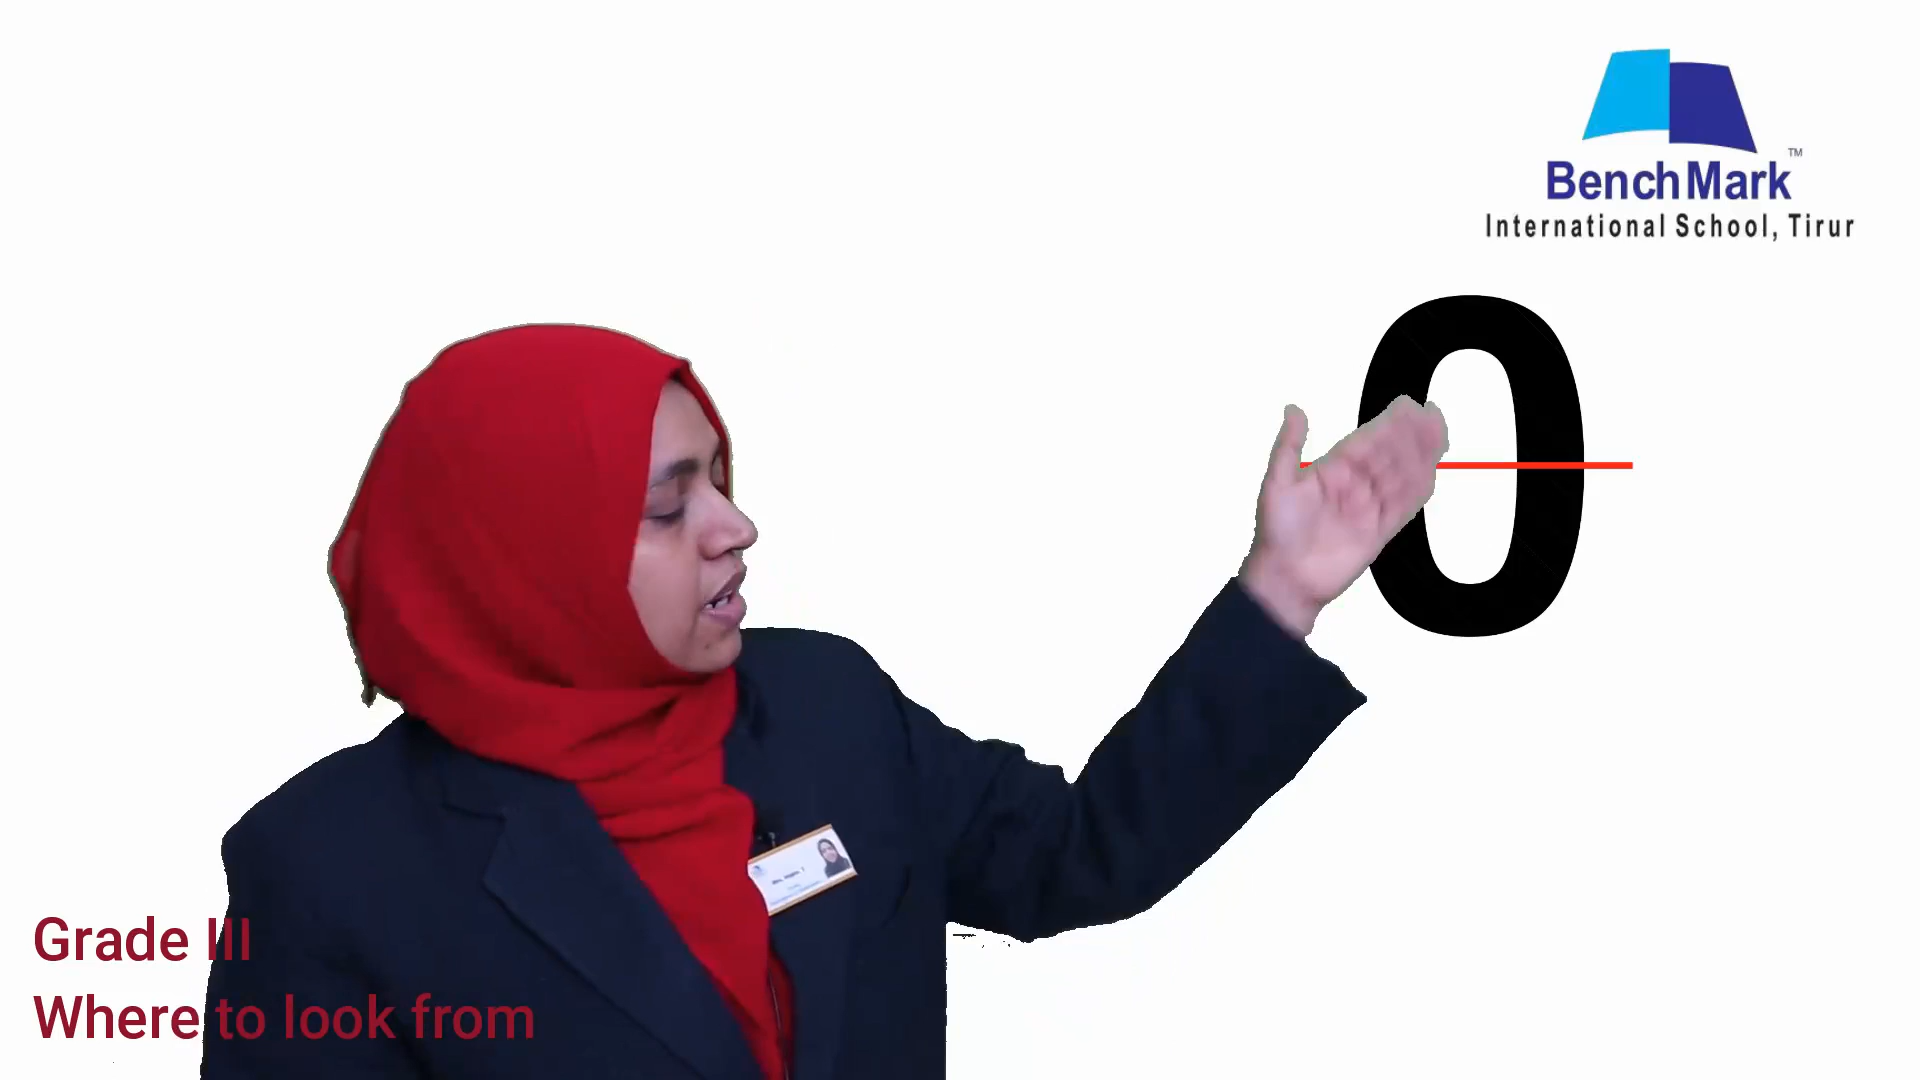 BenchMark™
International School, Tirur
0
Grade III
Where to look from